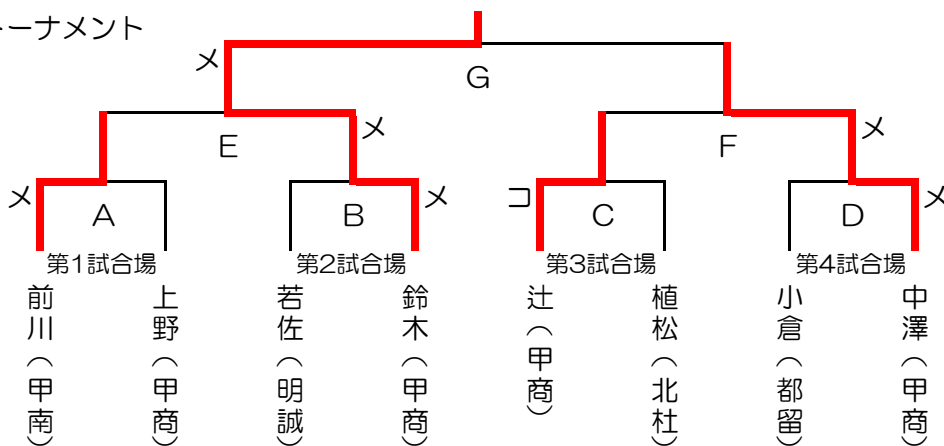 ーナメント
メ
G
メ
E
F
メ
メ
A
B
メ
コ
C
D
メ
第1試合場
第2試合場
第3試合場
第4試合場
前川（甲南）
上野（甲商）
若佐（明誠）
鈴木（甲商）
辻（甲商）
植松（北杜）
小倉（都留）
中澤（甲商）